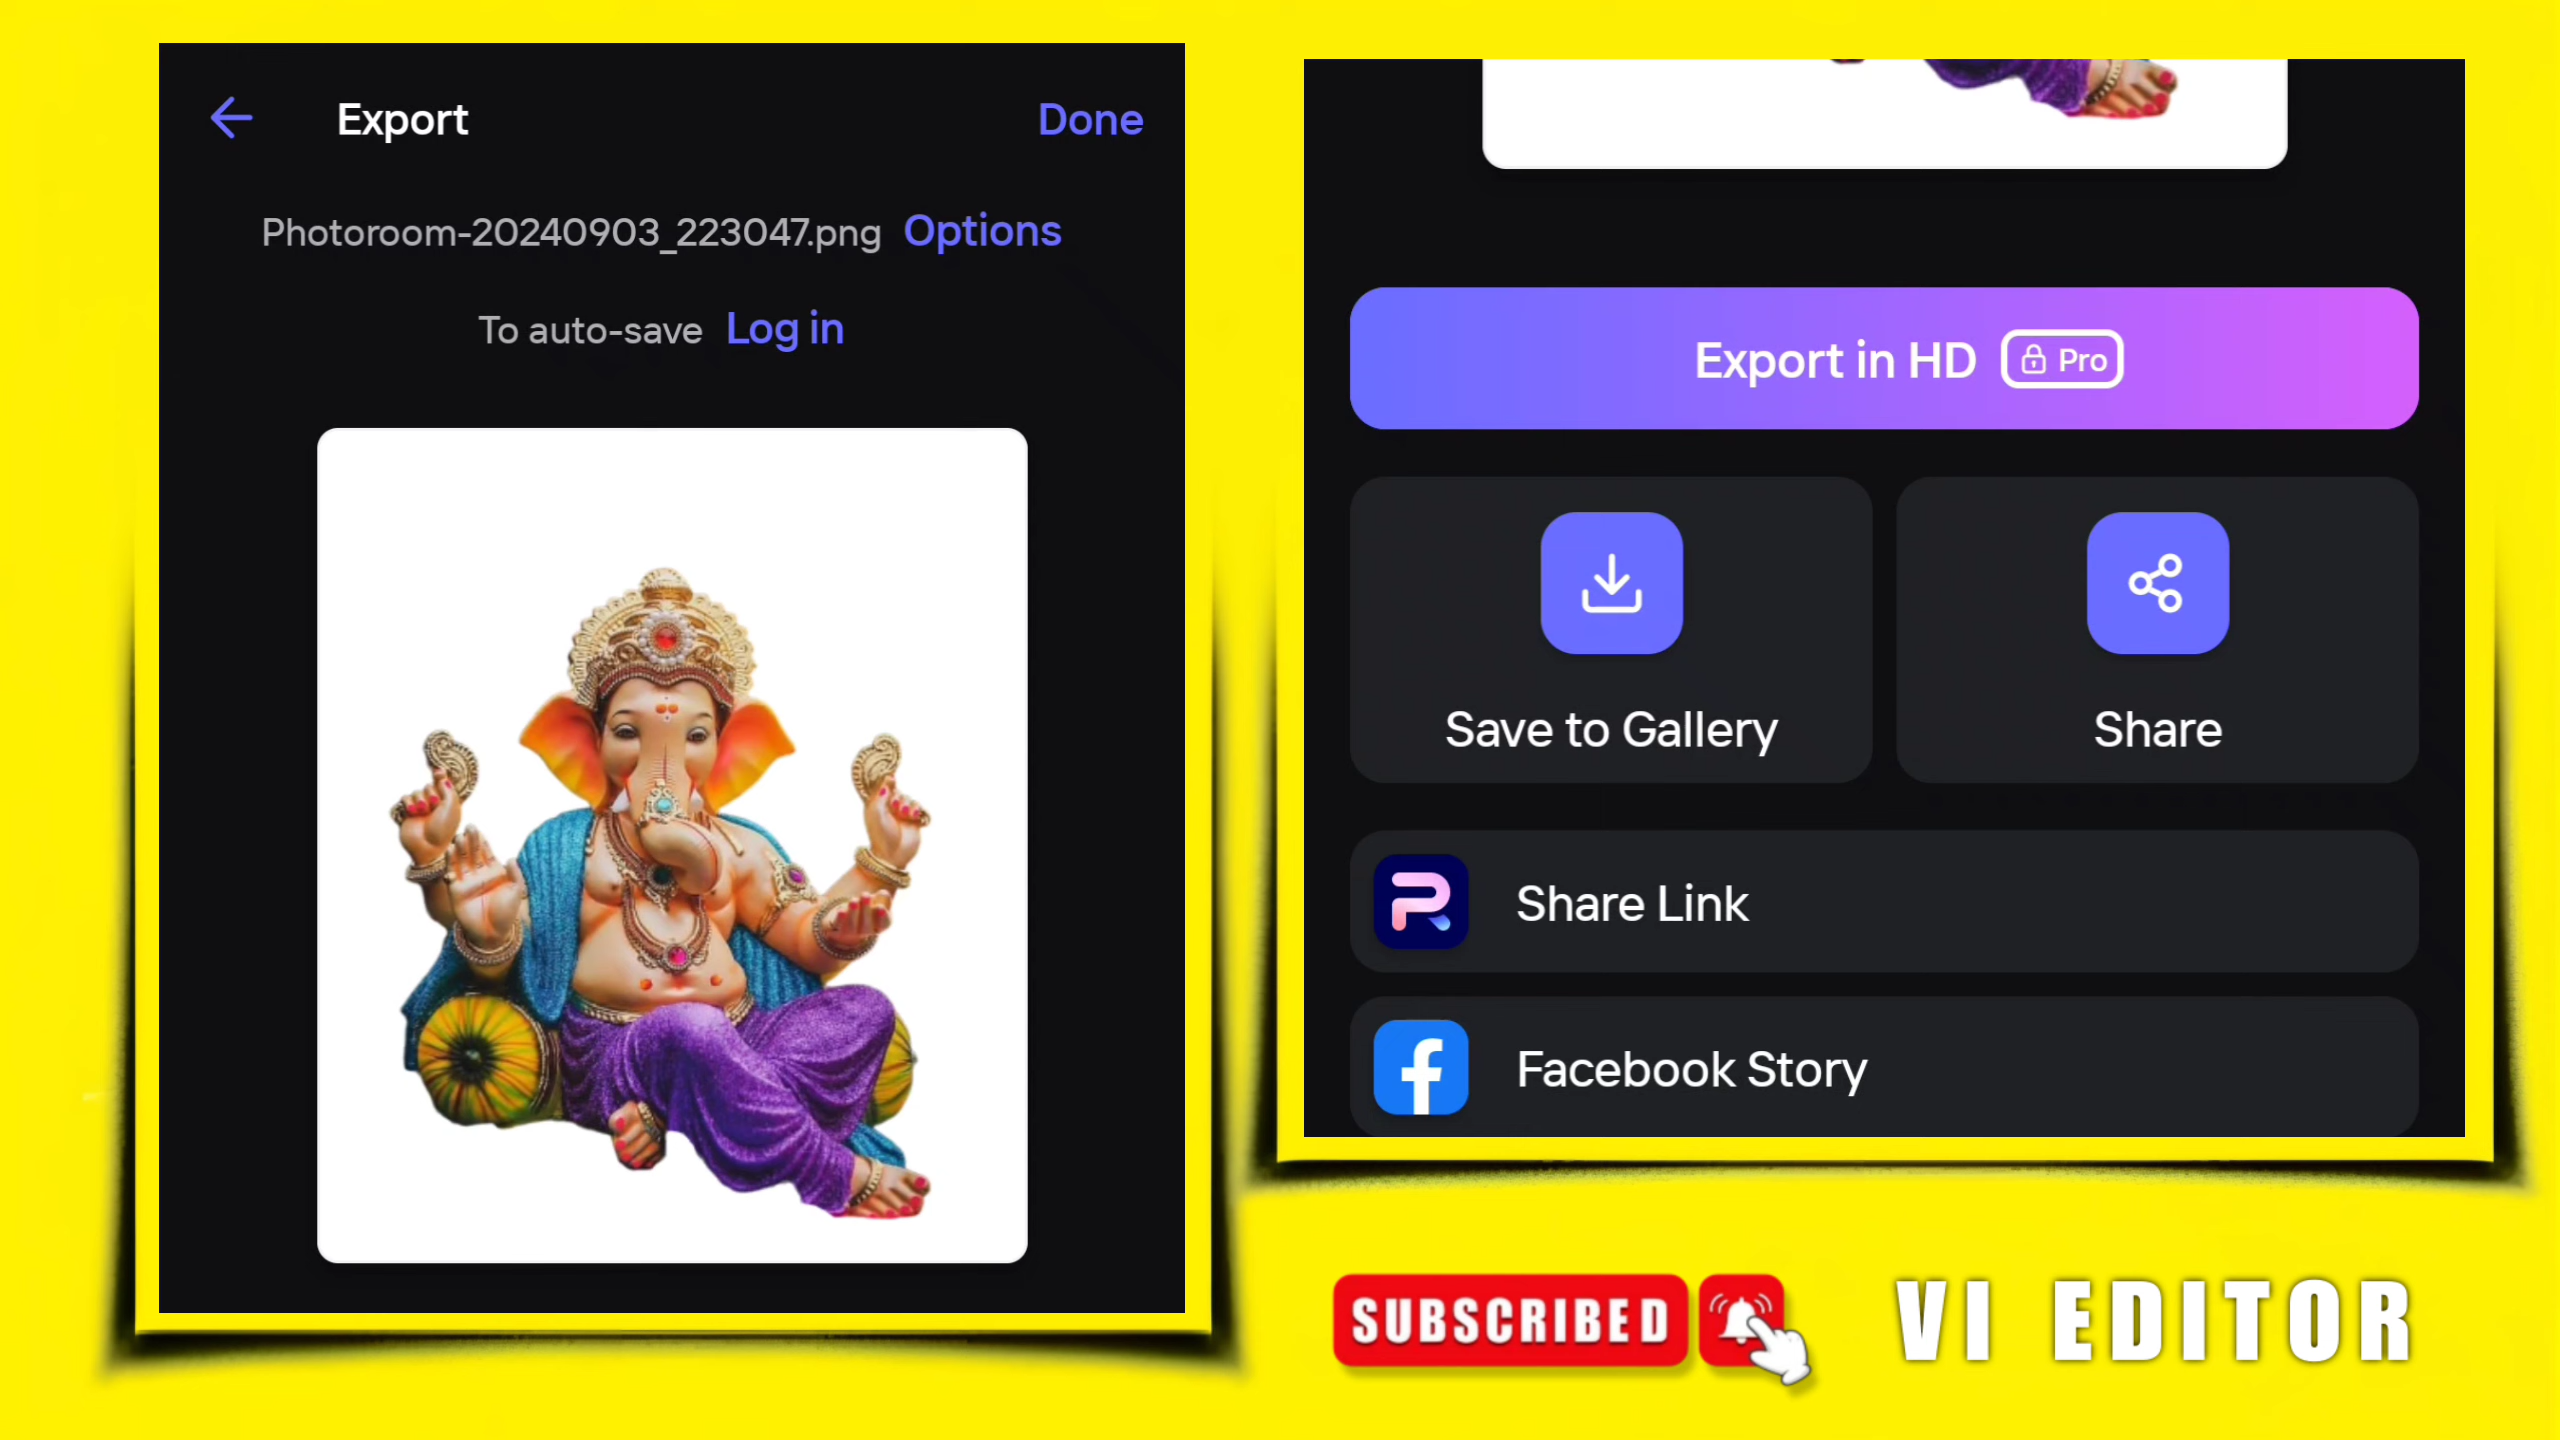 Export
Done
Photoroom-20240903_223047.png Options
To auto-save Log in
Export in HD Pro
Save to Gallery
Share
Share Link
Facebook Story
SUBSCRIBED
VI EDITOR